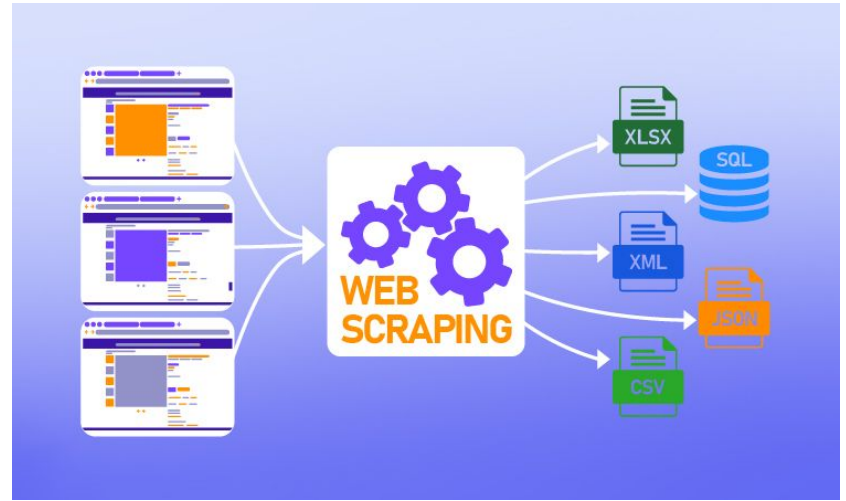 WEB
SCRAPING
XLSX
SQL
XML
JSON
CSV